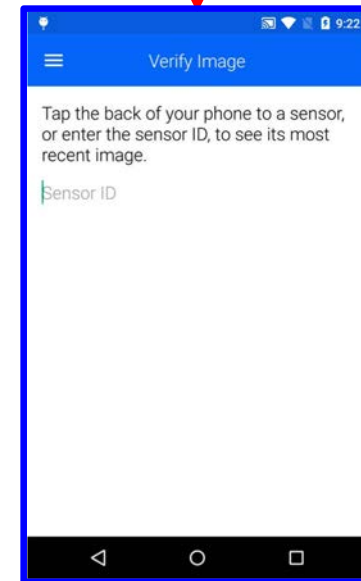 9:22
Verify Image
Tap the back of your phone to a sensor,
or enter the sensor ID, to see its most
recent image.
Sensor ID